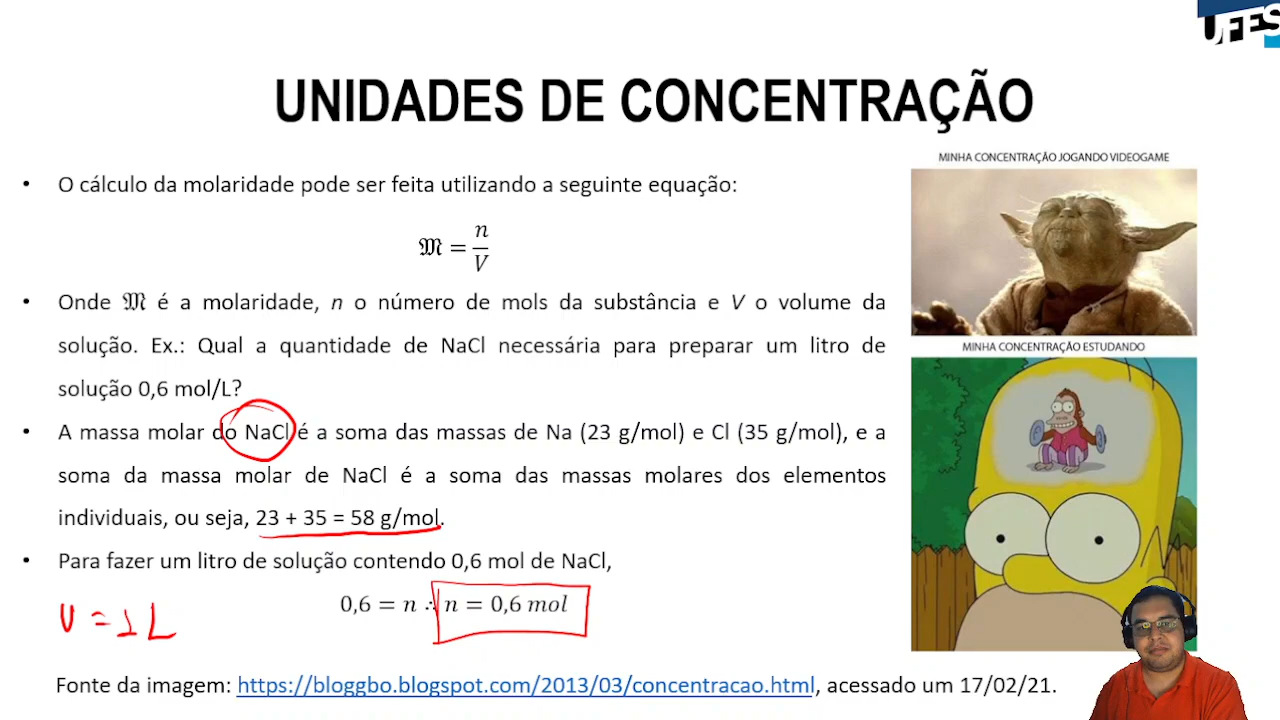 UFES
UNIDADES DE CONCENTRAÇÃO
• O cálculo da molaridade pode ser feita utilizando a seguinte equação:
𝔐 = n/V
• Onde 𝔐 é a molaridade, n o número de mols da substância e V o volume da
solução. Ex.: Qual a quantidade de NaCl necessária para preparar um litro de
solução 0,6 mol/L?
• A massa molar do NaCl é a soma das massas de Na (23 g/mol) e Cl (35 g/mol), e a
soma da massa molar de NaCl é a soma das massas molares dos elementos
individuais, ou seja, 23 + 35 = 58 g/mol.
• Para fazer um litro de solução contendo 0,6 mol de NaCl,
0,6 = n ∴ n = 0,6 mol
V = 1 L
MINHA CONCENTRAÇÃO JOGANDO VIDEOGAME
MINHA CONCENTRAÇÃO ESTUDANDO
Fonte da imagem: https://bloggbo.blogspot.com/2013/03/concentracao.html, acessado um 17/02/21.